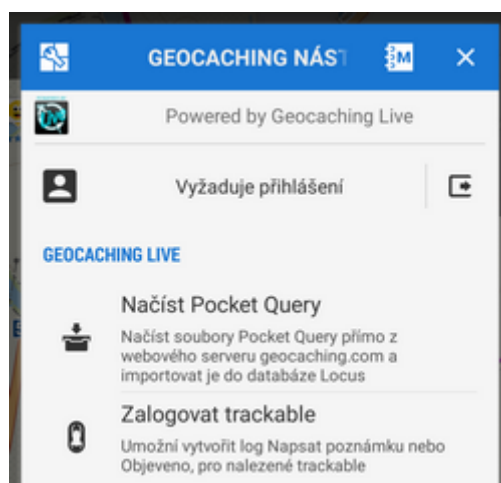 GEOCACHING NÁST
M
Powered by Geocaching Live
Vyžaduje přihlášení
GEOCACHING LIVE
Načíst Pocket Query
Načíst soubory Pocket Query přímo z
webového serveru geocaching.com a
importovat je do databáze Locus
Zalogovat trackable
Umožní vytvořit log Napsat poznámku nebo
Objeveno, pro nalezené trackable